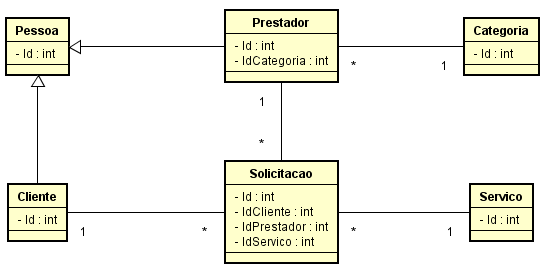 Pessoa
- Id : int
Prestador
- Id : int
- IdCategoria : int
Categoria
- Id : int
*
1
1
*
Cliente
- Id : int
Solicitacao
- Id : int
- IdCliente : int
- IdPrestador : int
- IdServico : int
Servico
- Id : int
1
*
*
1